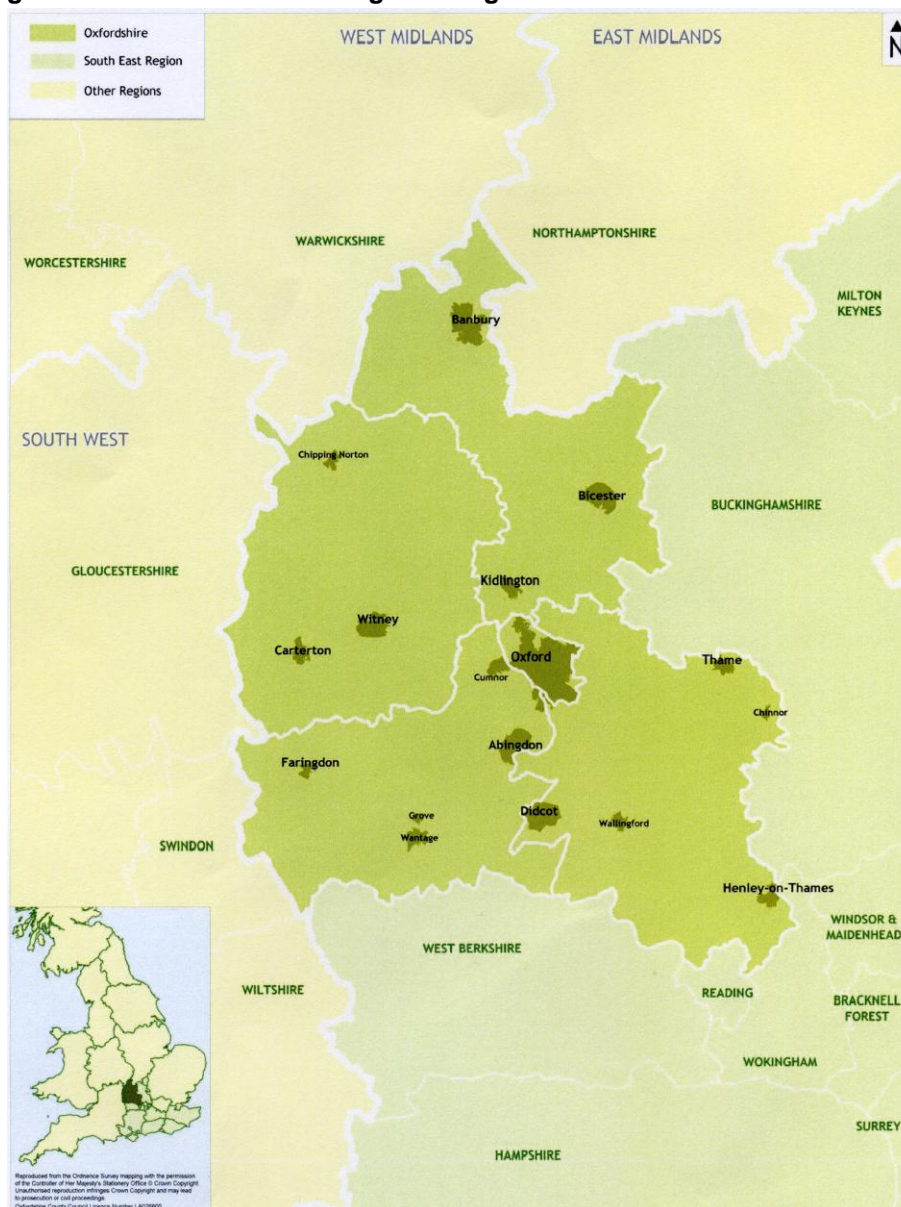 Oxfordshire
South East Region
Other Regions
WEST MIDLANDS
EAST MIDLANDS
N
WORCESTERSHIRE
WARWICKSHIRE
NORTHAMPTONSHIRE
MILTON
KEYNES
Banbury
SOUTH WEST
Chipping Norton
Bicester
BUCKINGHAMSHIRE
GLOUCESTERSHIRE
Kidlington
Witney
Carterton
Oxford
Cumnor
Thame
Chinnor
Abingdon
Faringdon
Didcot
Grove
Wantage
Wallingford
SWINDON
Henley-on-Thames
WINDSOR &
MAIDENHEAD
WEST BERKSHIRE
WILTSHIRE
READING
BRACKNELL
FOREST
WOKINGHAM
SURREY
HAMPSHIRE
Reproduced from the Ordnance Survey mapping with the permission
of the Controller of Her Majesty's Stationery Office © Crown Copyright
Unauthorised reproduction infringes Crown Copyright and may lead
to prosecution or civil proceedings